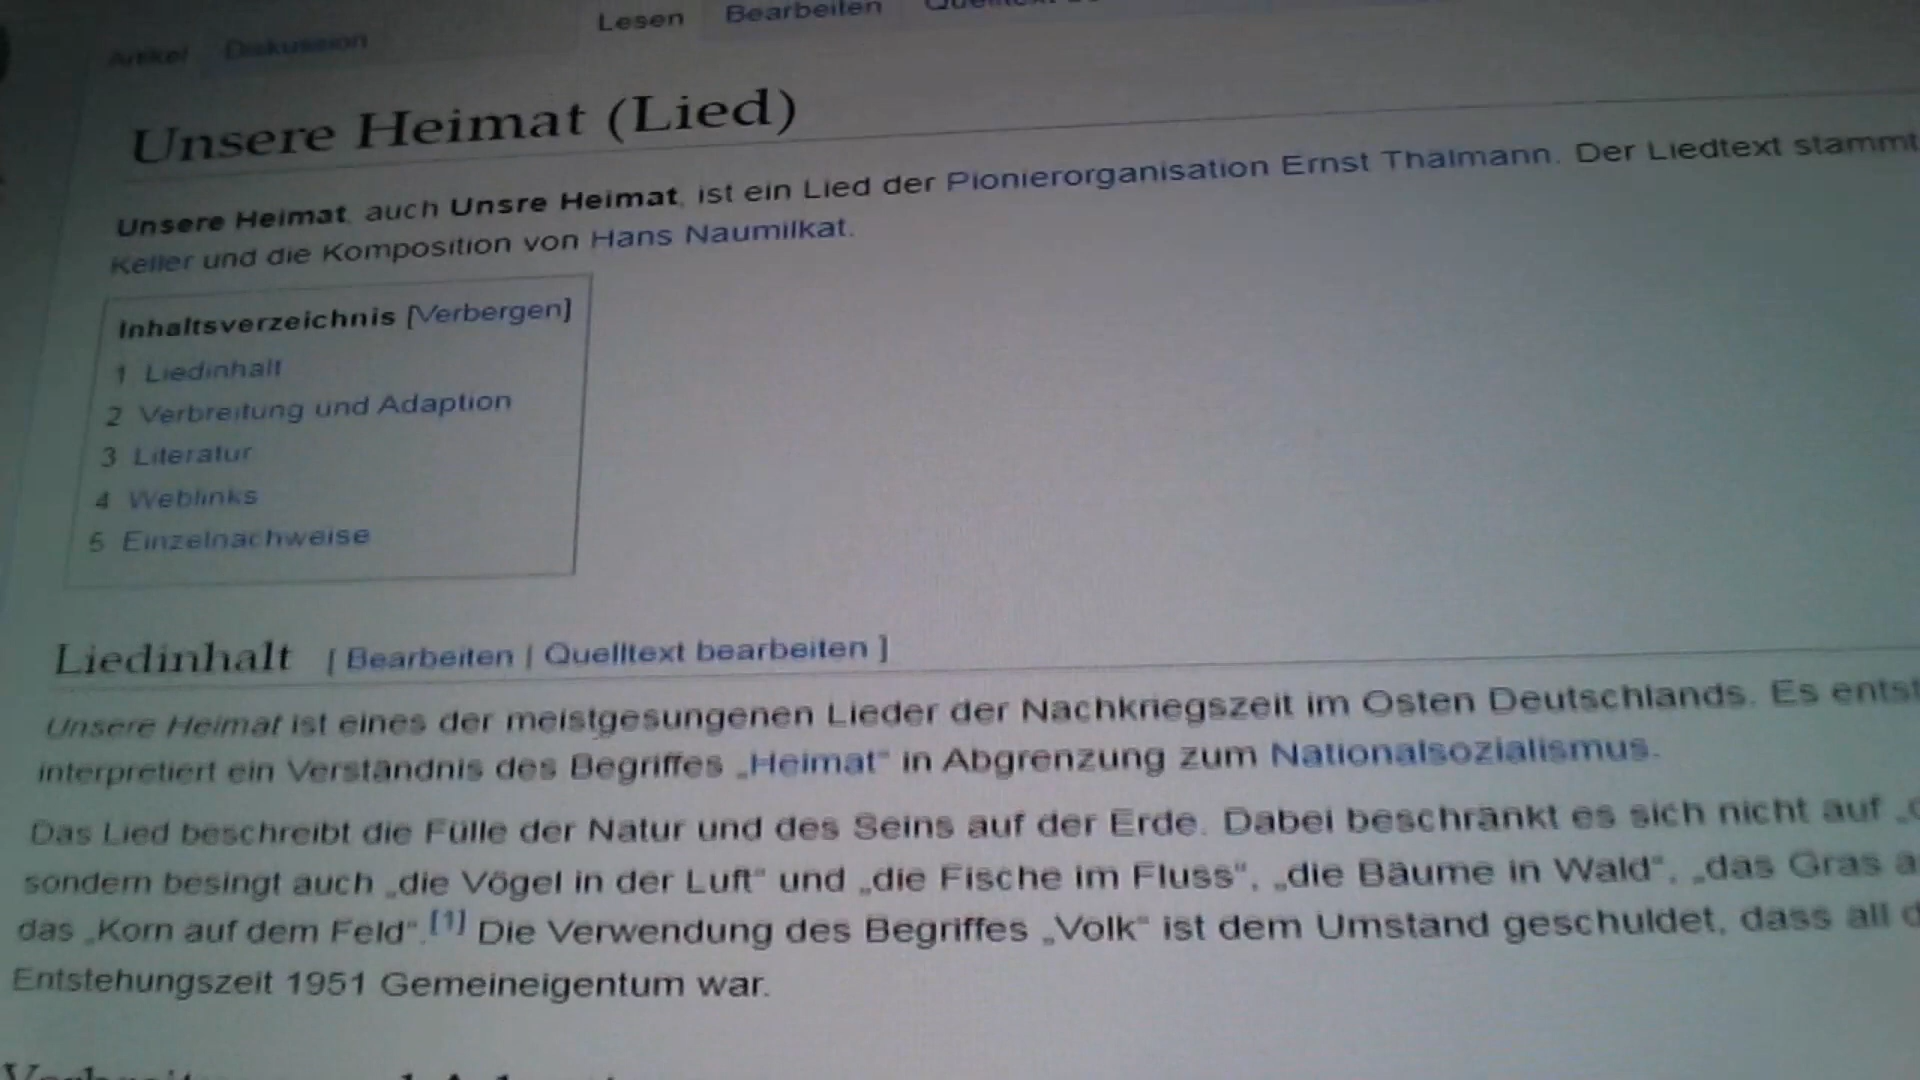 Artikel Diskussion Lesen Bearbeiten
Unsere Heimat (Lied)
Unsere Heimat, auch Unsre Heimat, ist ein Lied der Pionierorganisation Ernst Thälmann. Der Liedtext stammt
Keller und die Komposition von Hans Naumilkat.
Inhaltsverzeichnis [Verbergen]
1 Liedinhalt
2 Verbreitung und Adaption
3 Literatur
4 Weblinks
5 Einzelnachweise
Liedinhalt [ Bearbeiten | Quelltext bearbeiten ]
Unsere Heimat ist eines der meistgesungenen Lieder der Nachkriegszeit im Osten Deutschlands. Es
interpretiert ein Verständnis des Begriffes „Heimat“ in Abgrenzung zum Nationalsozialismus.
Das Lied beschreibt die Fülle der Natur und des Seins auf der Erde. Dabei beschränkt es sich nicht auf
sondern besingt auch „die Vögel in der Luft“ und „die Fische im Fluss“, „die Bäume in Wald“, „das Gras
das „Korn auf dem Feld“.[1] Die Verwendung des Begriffes „Volk“ ist dem Umstand geschuldet, dass all
Entstehungszeit 1951 Gemeineigentum war.